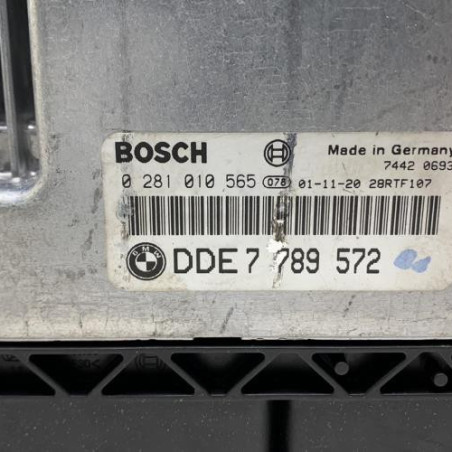 BOSCH
Made in Germany
7442 0693
0 281 010 565 078 01-11-20 28RTF107
BMW
DDE 7 789 572